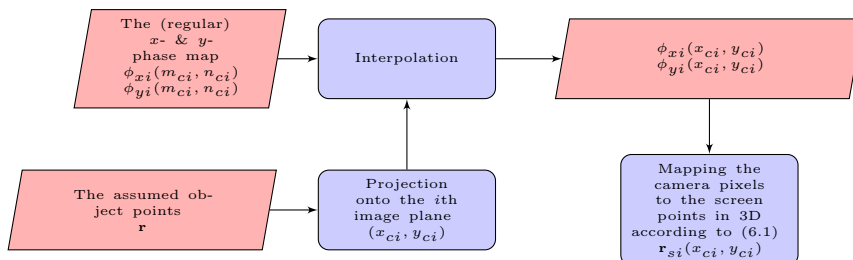 The (regular)
x- & y-
phase map
ϕxi(mci, nci)
ϕyi(mci, nci)
Interpolation
ϕxi(xci, yci)
ϕyi(xci, yci)
The assumed ob-
ject points
r
Projection
onto the ith
image plane
(xci, yci)
Mapping the
camera pixels
to the screen
points in 3D
according to (6.1)
rsi(xci, yci)